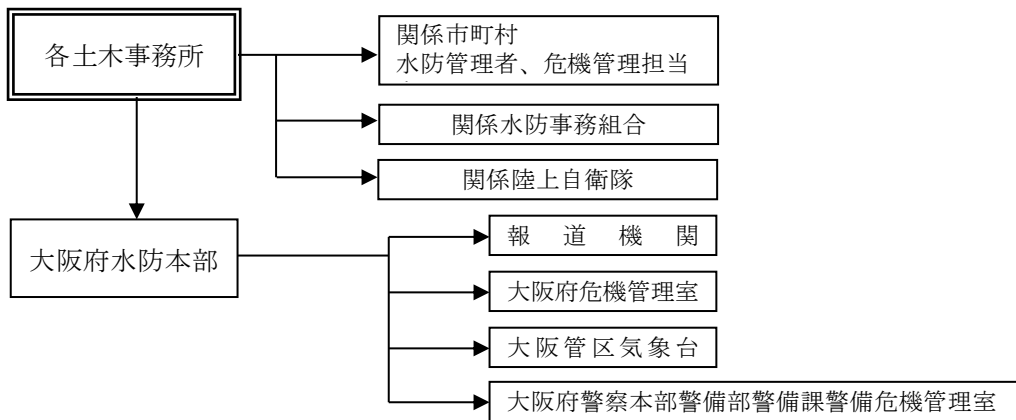 各土木事務所
関係市町村
水防管理者、危機管理担当
関係水防事務組合
関係陸上自衛隊
大阪府水防本部
報道機関
大阪府危機管理室
大阪管区気象台
大阪府警察本部警備部警備課警備危機管理室